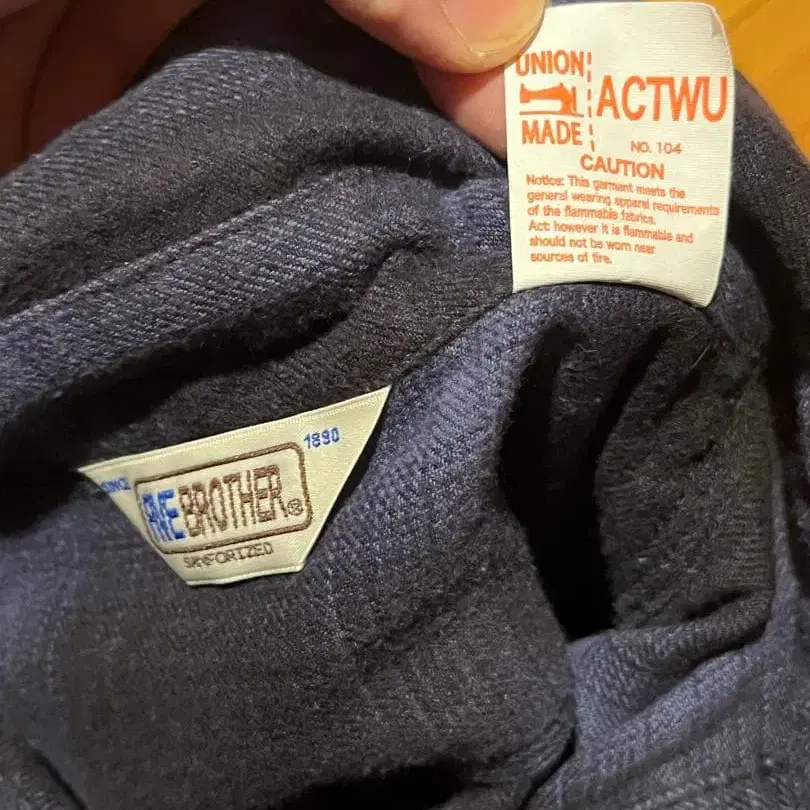 UNION
MADE
ACTWU
NO. 104
CAUTION
Notice: This garment meets the
general wearing apparel requirements
of the flammable fabrics.
Act however it is flammable and
should not be worn near
sources of fire.
1890
FIVE BROTHER®
SANFORIZED